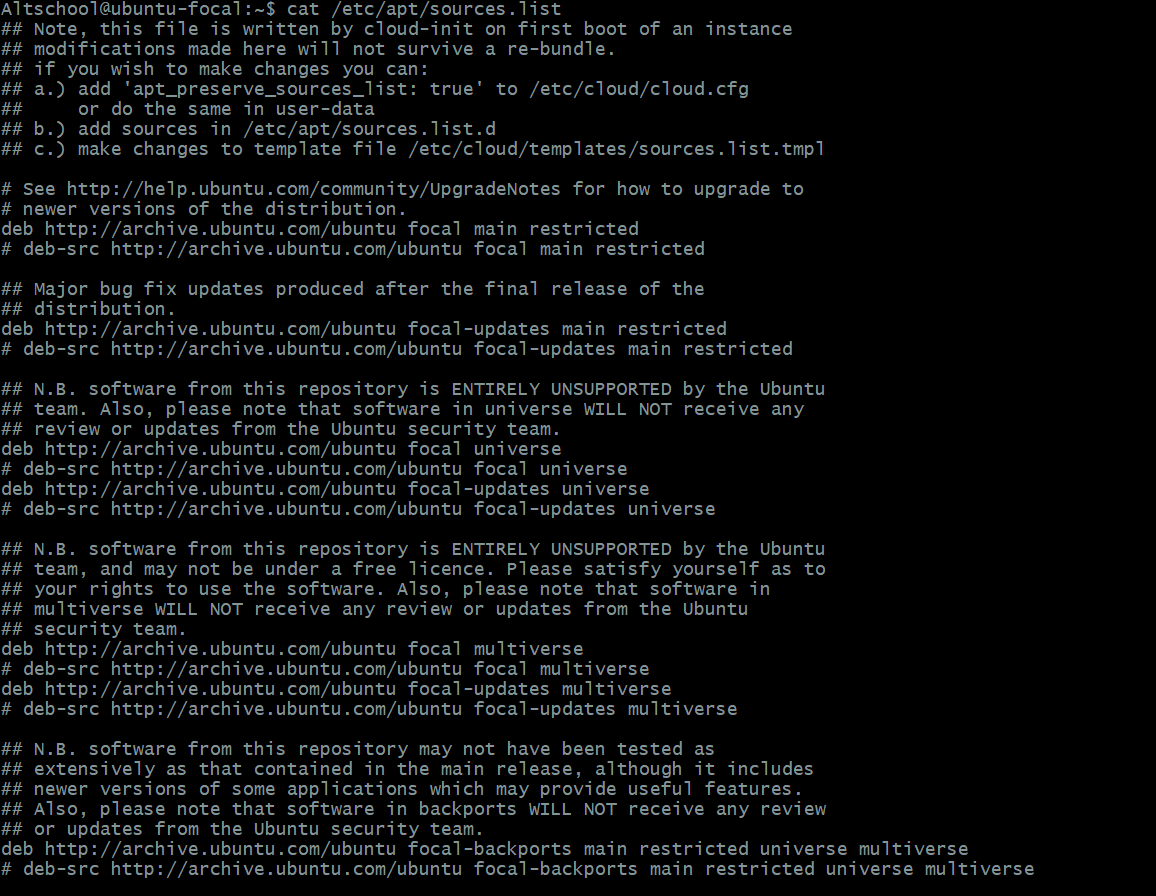 Altschool@ubuntu-focal:~$ cat /etc/apt/sources.list
## Note, this file is written by cloud-init on first boot of an instance
## modifications made here will not survive a re-bundle.
## if you wish to make changes you can:
## a.) add 'apt_preserve_sources_list: true' to /etc/cloud/cloud.cfg
##     or do the same in user-data
## b.) add sources in /etc/apt/sources.list.d
## c.) make changes to template file /etc/cloud/templates/sources.list.tmpl

# See http://help.ubuntu.com/community/UpgradeNotes for how to upgrade to
# newer versions of the distribution.
deb http://archive.ubuntu.com/ubuntu focal main restricted
# deb-src http://archive.ubuntu.com/ubuntu focal main restricted

## Major bug fix updates produced after the final release of the
## distribution.
deb http://archive.ubuntu.com/ubuntu focal-updates main restricted
# deb-src http://archive.ubuntu.com/ubuntu focal-updates main restricted

## N.B. software from this repository is ENTIRELY UNSUPPORTED by the Ubuntu
## team. Also, please note that software in universe WILL NOT receive any
## review or updates from the Ubuntu security team.
deb http://archive.ubuntu.com/ubuntu focal universe
# deb-src http://archive.ubuntu.com/ubuntu focal universe
deb http://archive.ubuntu.com/ubuntu focal-updates universe
# deb-src http://archive.ubuntu.com/ubuntu focal-updates universe

## N.B. software from this repository is ENTIRELY UNSUPPORTED by the Ubuntu
## team, and may not be under a free licence. Please satisfy yourself as to
## your rights to use the software. Also, please note that software in
## multiverse WILL NOT receive any review or updates from the Ubuntu
## security team.
deb http://archive.ubuntu.com/ubuntu focal multiverse
# deb-src http://archive.ubuntu.com/ubuntu focal multiverse
deb http://archive.ubuntu.com/ubuntu focal-updates multiverse
# deb-src http://archive.ubuntu.com/ubuntu focal-updates multiverse

## N.B. software from this repository may not have been tested as
## extensively as that contained in the main release, although it includes
## newer versions of some applications which may provide useful features.
## Also, please note that software in backports WILL NOT receive any review
## or updates from the Ubuntu security team.
deb http://archive.ubuntu.com/ubuntu focal-backports main restricted universe multiverse
# deb-src http://archive.ubuntu.com/ubuntu focal-backports main restricted universe multiverse